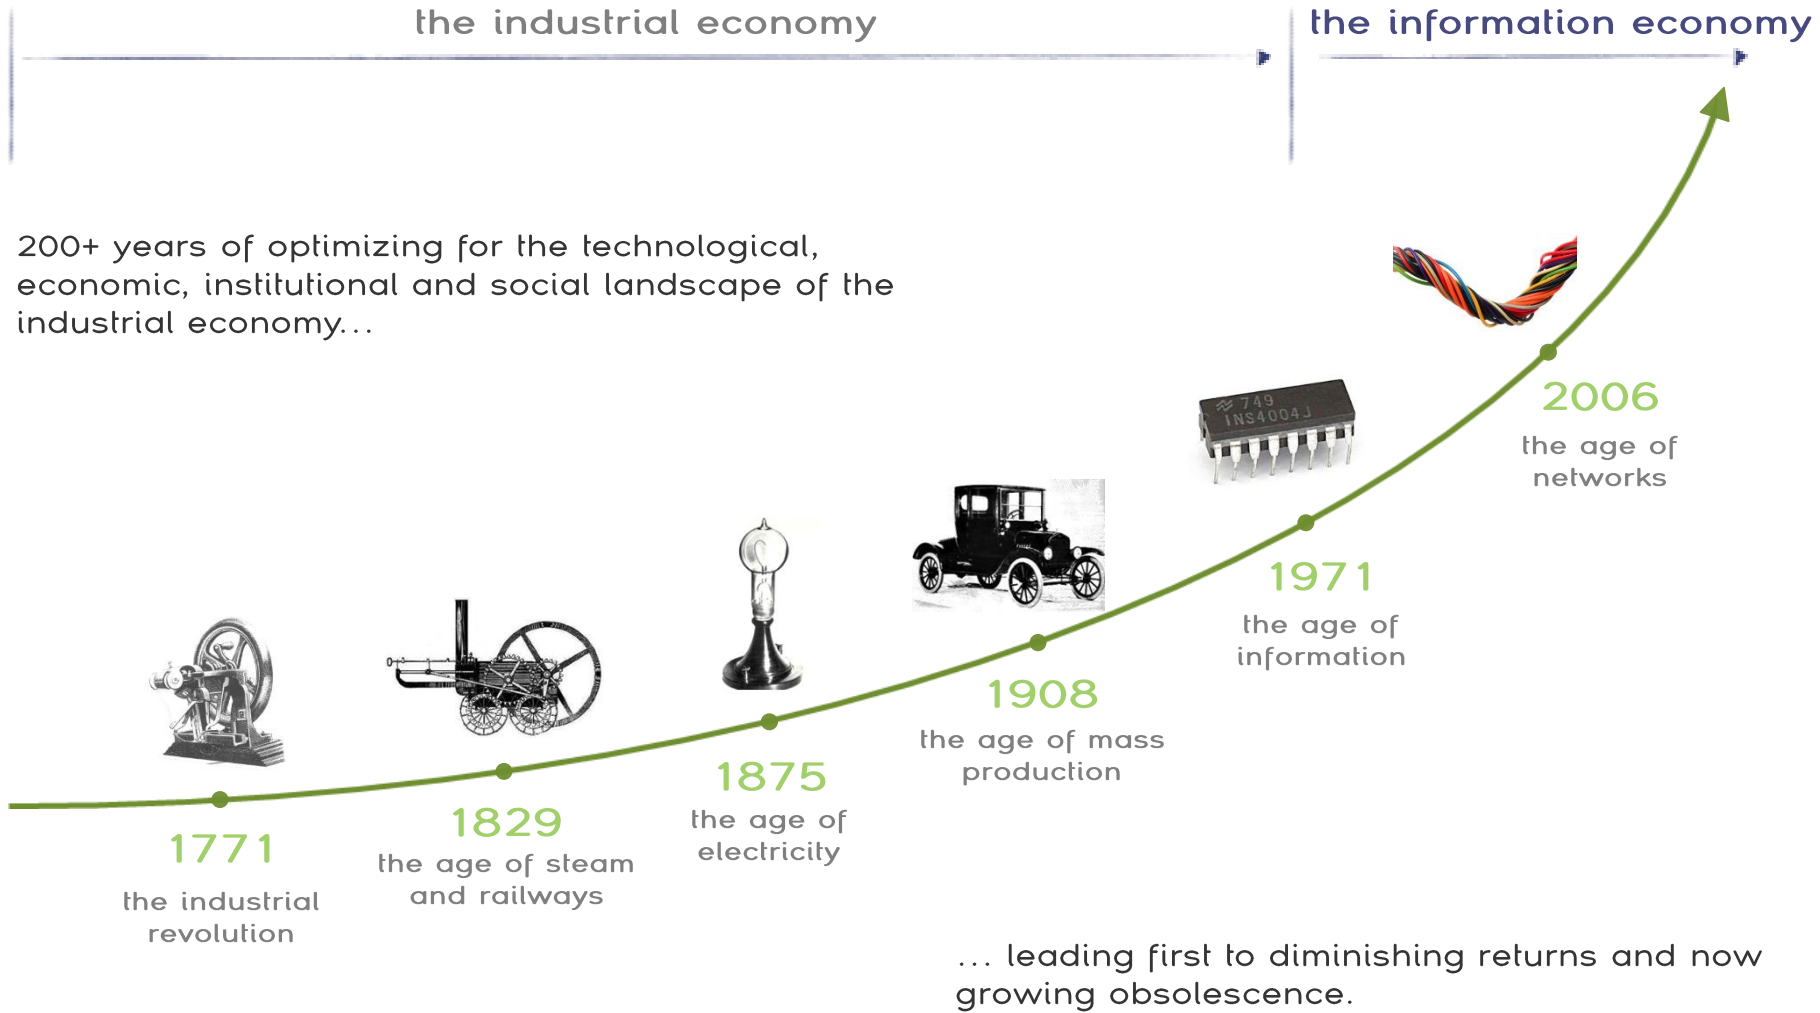 the industrial economy
the information economy
200+ years of optimizing for the technological,
economic, institutional and social landscape of the
industrial economy...
749
INS4004J
2006
the age of
networks
1971
the age of
information
1908
the age of mass
production
1875
the age of
electricity
1829
the age of steam
and railways
1771
the industrial
revolution
... leading first to diminishing returns and now
growing obsolescence.